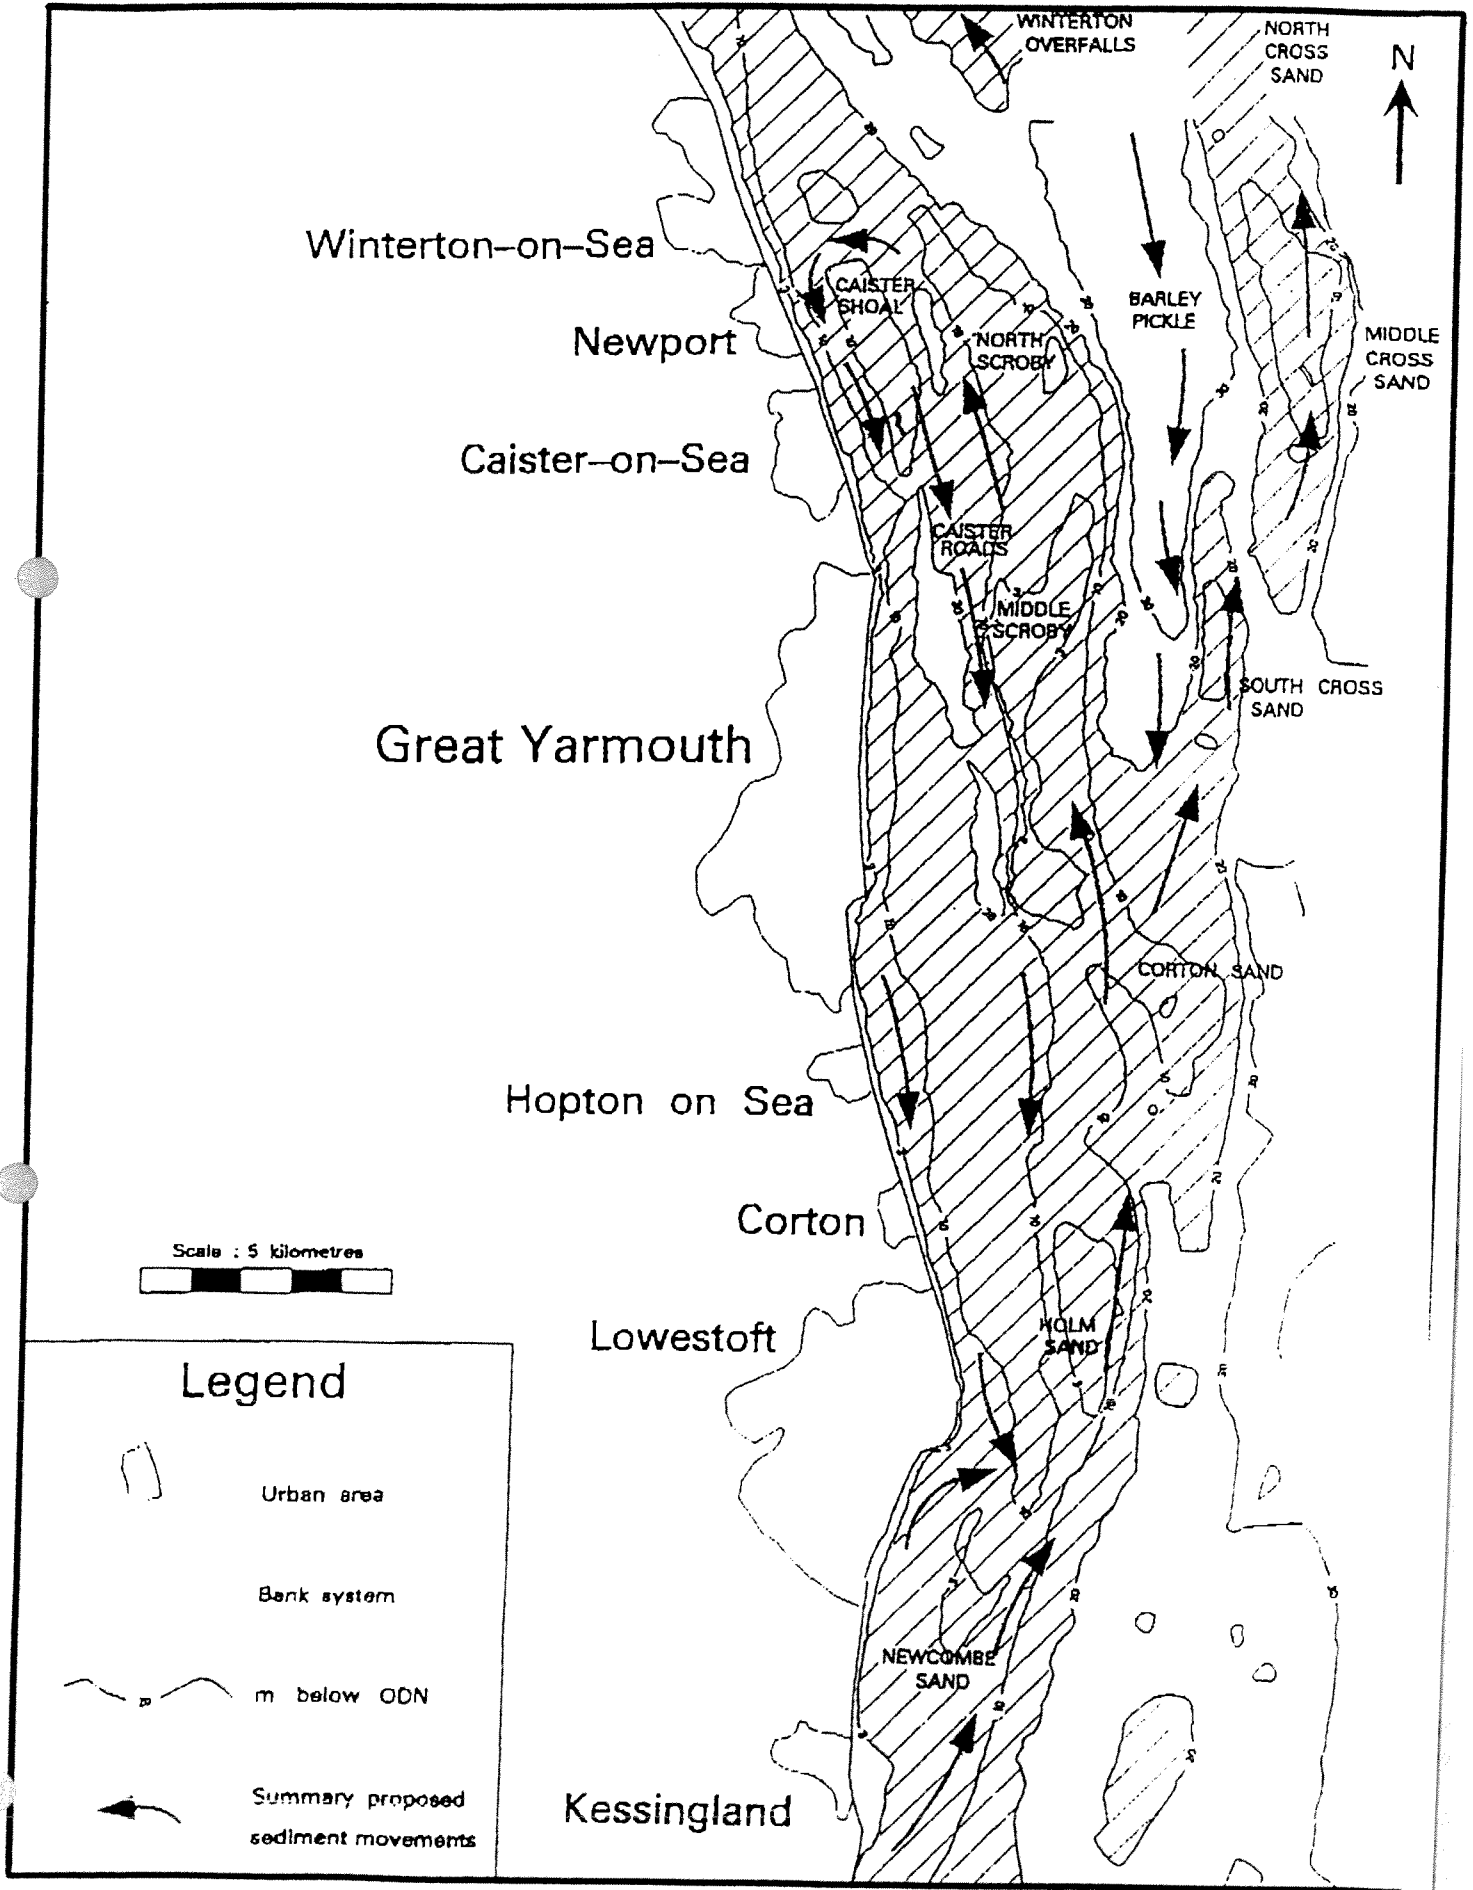 WINTERTON
OVERFALLS
NORTH
CROSS
SAND
N
Winterton-on-Sea
CAISTER
SHOAL
BARLEY
PICKLE
Newport
NORTH
SCROBY
MIDDLE
CROSS
SAND
Caister-on-Sea
CAISTER
ROADS
MIDDLE
SCROBY
SOUTH CROSS
SAND
Great Yarmouth
CORTON SAND
Hopton on Sea
Corton
Scale : 5 kilometres
Lowestoft
HOLM
SAND
Legend
Urban area
Bank system
m below ODN
NEWCOMBE
SAND
Summary proposed
sediment movements
Kessingland